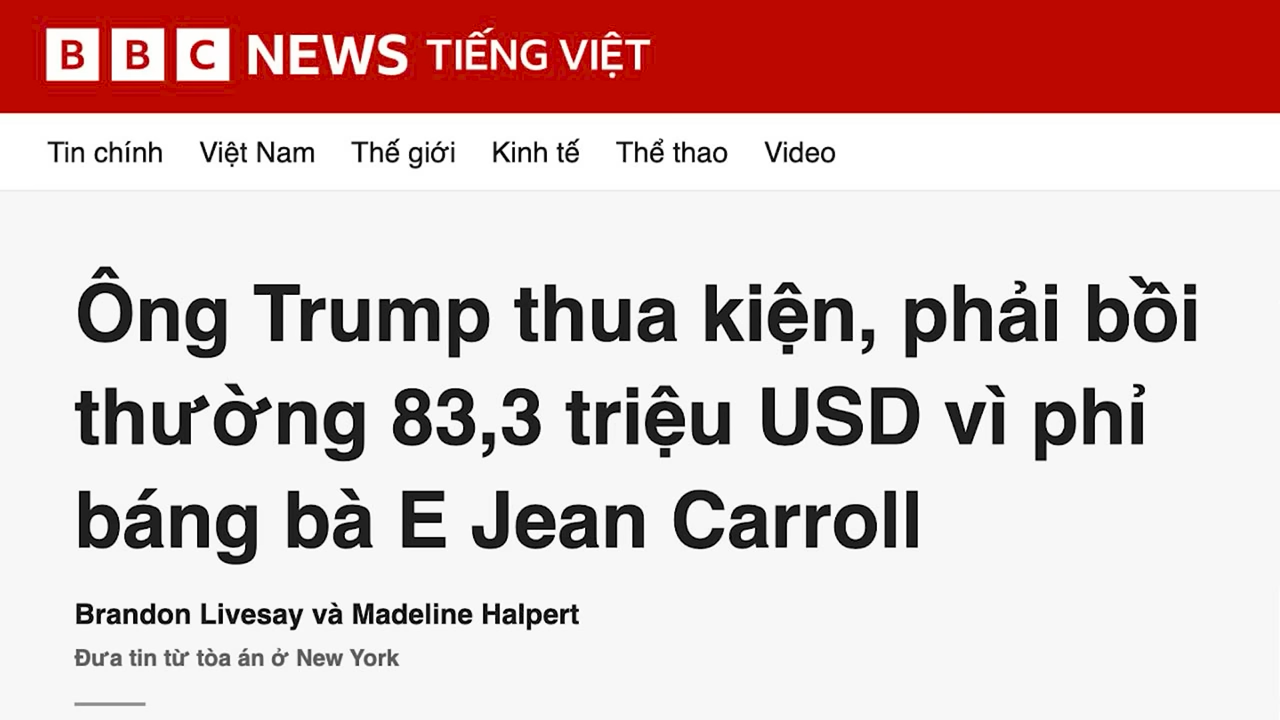 BBC NEWS TIẾNG VIỆT
Tin chính Việt Nam Thế giới Kinh tế Thể thao Video
Ông Trump thua kiện, phải bồi
thường 83,3 triệu USD vì phỉ
báng bà E Jean Carroll
Brandon Livesay và Madeline Halpert
Đưa tin từ tòa án ở New York